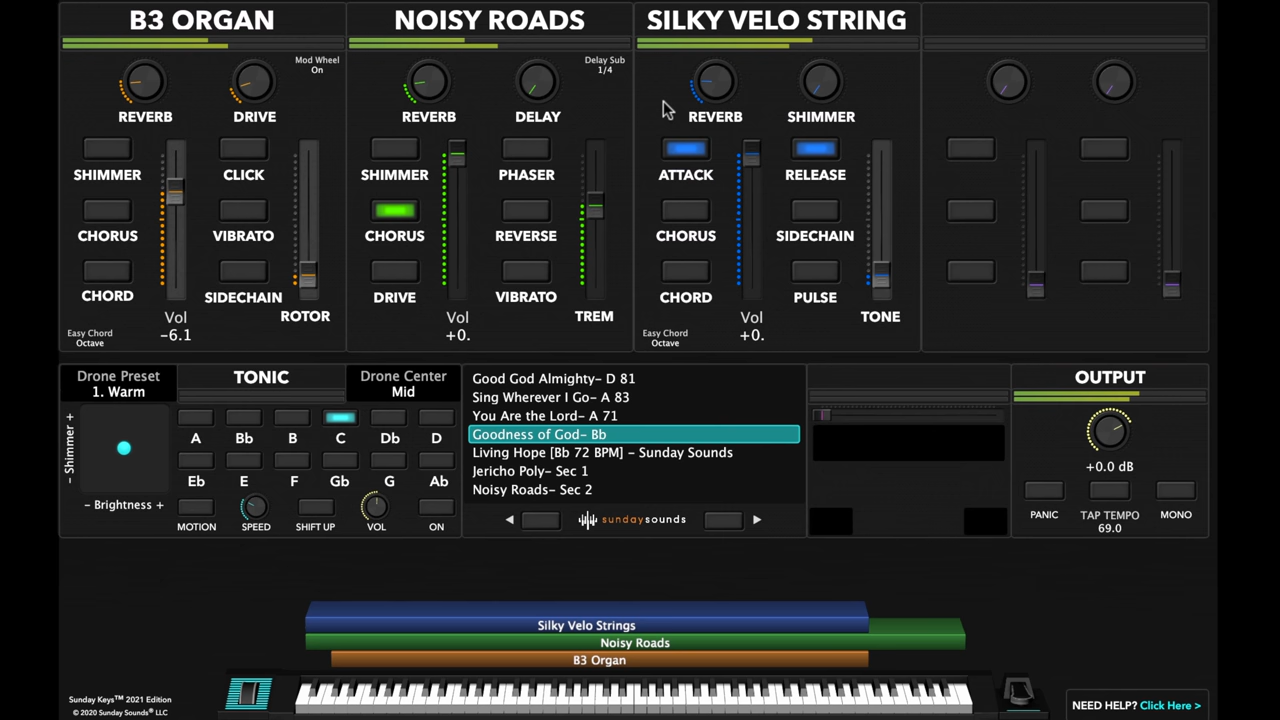 B3 ORGAN
Mod Wheel
On
REVERB
DRIVE
SHIMMER
CLICK
CHORUS
VIBRATO
CHORD
SIDECHAIN
ROTOR
Vol
-6.1
Easy Chord
Octave
NOISY ROADS
Delay Sub
1/4
REVERB
DELAY
SHIMMER
PHASER
CHORUS
REVERSE
DRIVE
VIBRATO
TREM
Vol
+0.
SILKY VELO STRING
REVERB
SHIMMER
ATTACK
RELEASE
CHORUS
SIDECHAIN
CHORD
PULSE
TONE
Vol
+0.
Easy Chord
Octave
Drone Preset
1. Warm
TONIC
Drone Center
Mid
- Shimmer +
- Brightness +
A Bb B C Db D
Eb E F Gb G Ab
MOTION SPEED SHIFT UP VOL ON
Good God Almighty- D 81
Sing Wherever I Go- A 83
You Are the Lord- A 71
Goodness of God- Bb
Living Hope [Bb 72 BPM] - Sunday Sounds
Jericho Poly- Sec 1
Noisy Roads- Sec 2
sundaysounds
OUTPUT
+0.0 dB
PANIC
TAP TEMPO
69.0
MONO
Silky Velo Strings
Noisy Roads
B3 Organ
Sunday Keys™ 2021 Edition
© 2020 Sunday Sounds® LLC
NEED HELP? Click Here >